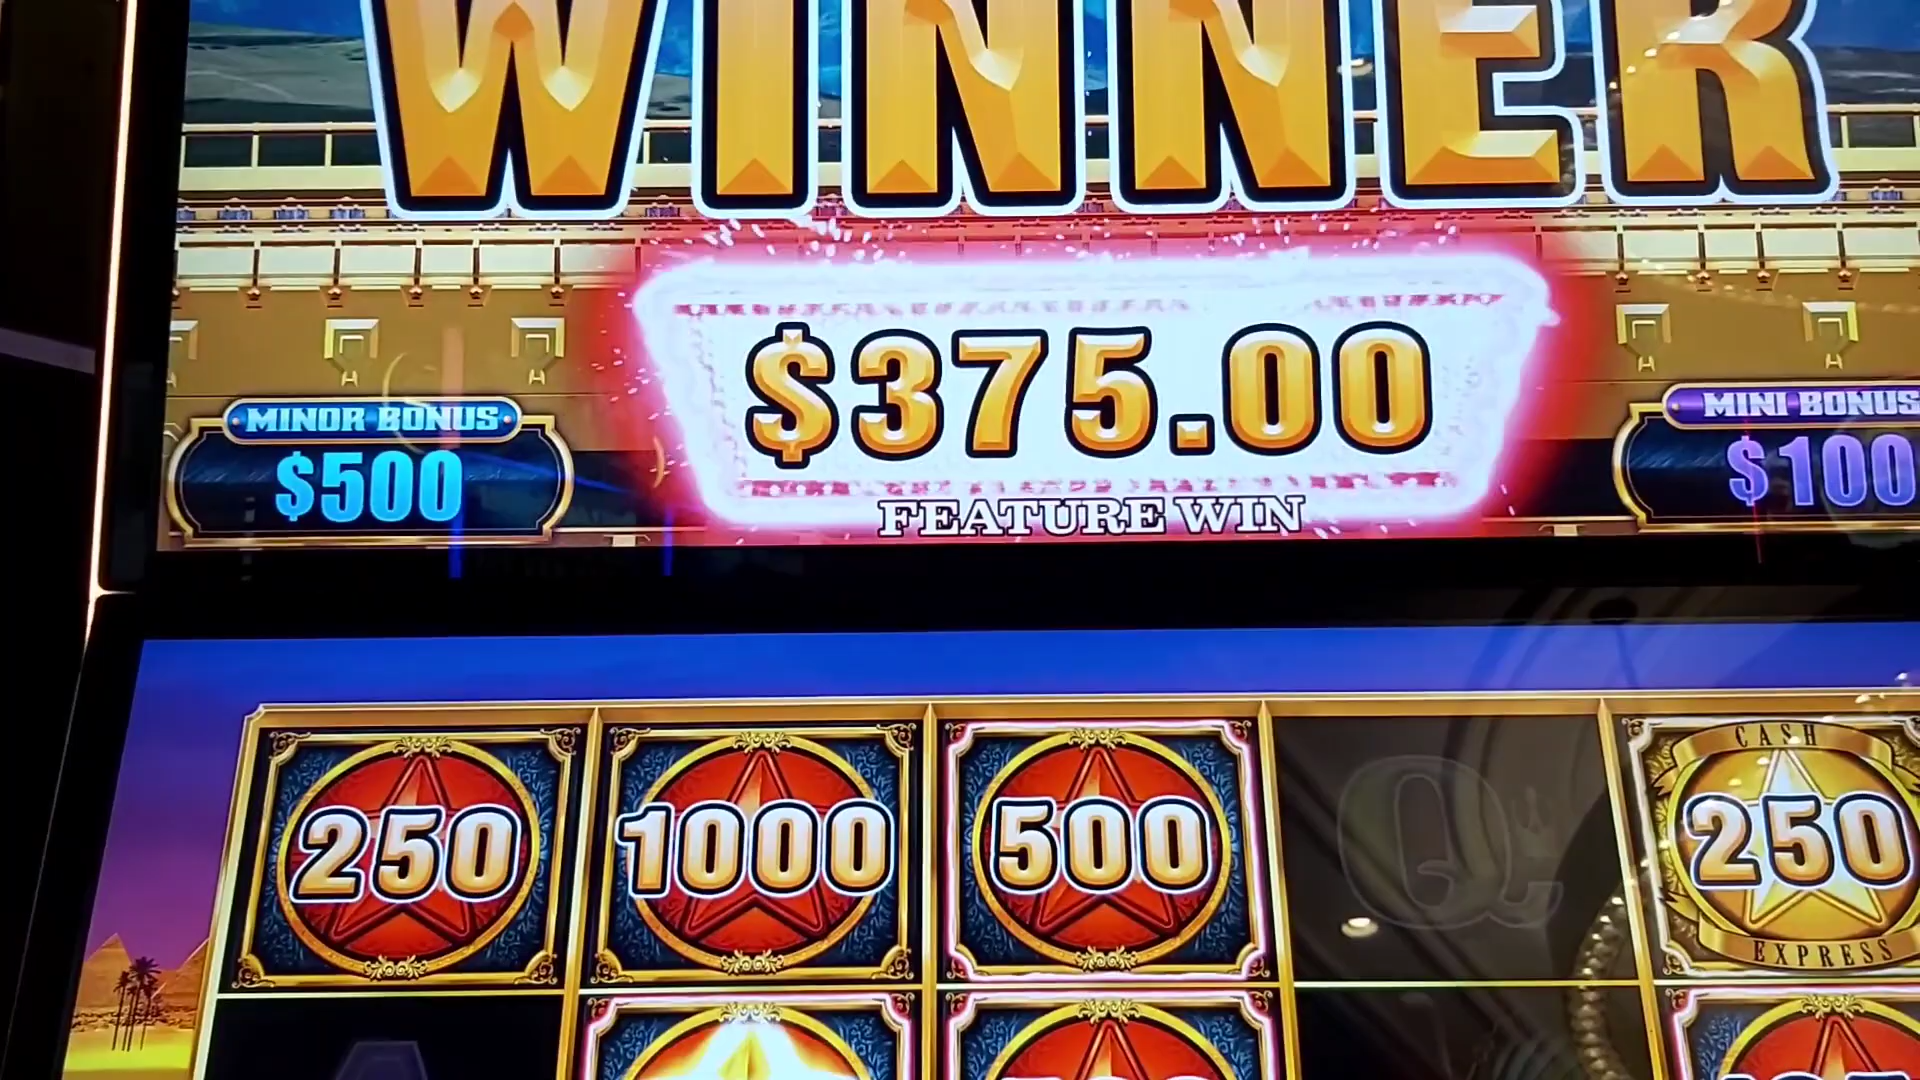 WINNER
$375.00
FEATURE WIN
MINOR BONUS
$500
MINI BONUS
$100
250
1000
500
Q
CASH
250
EXPRESS